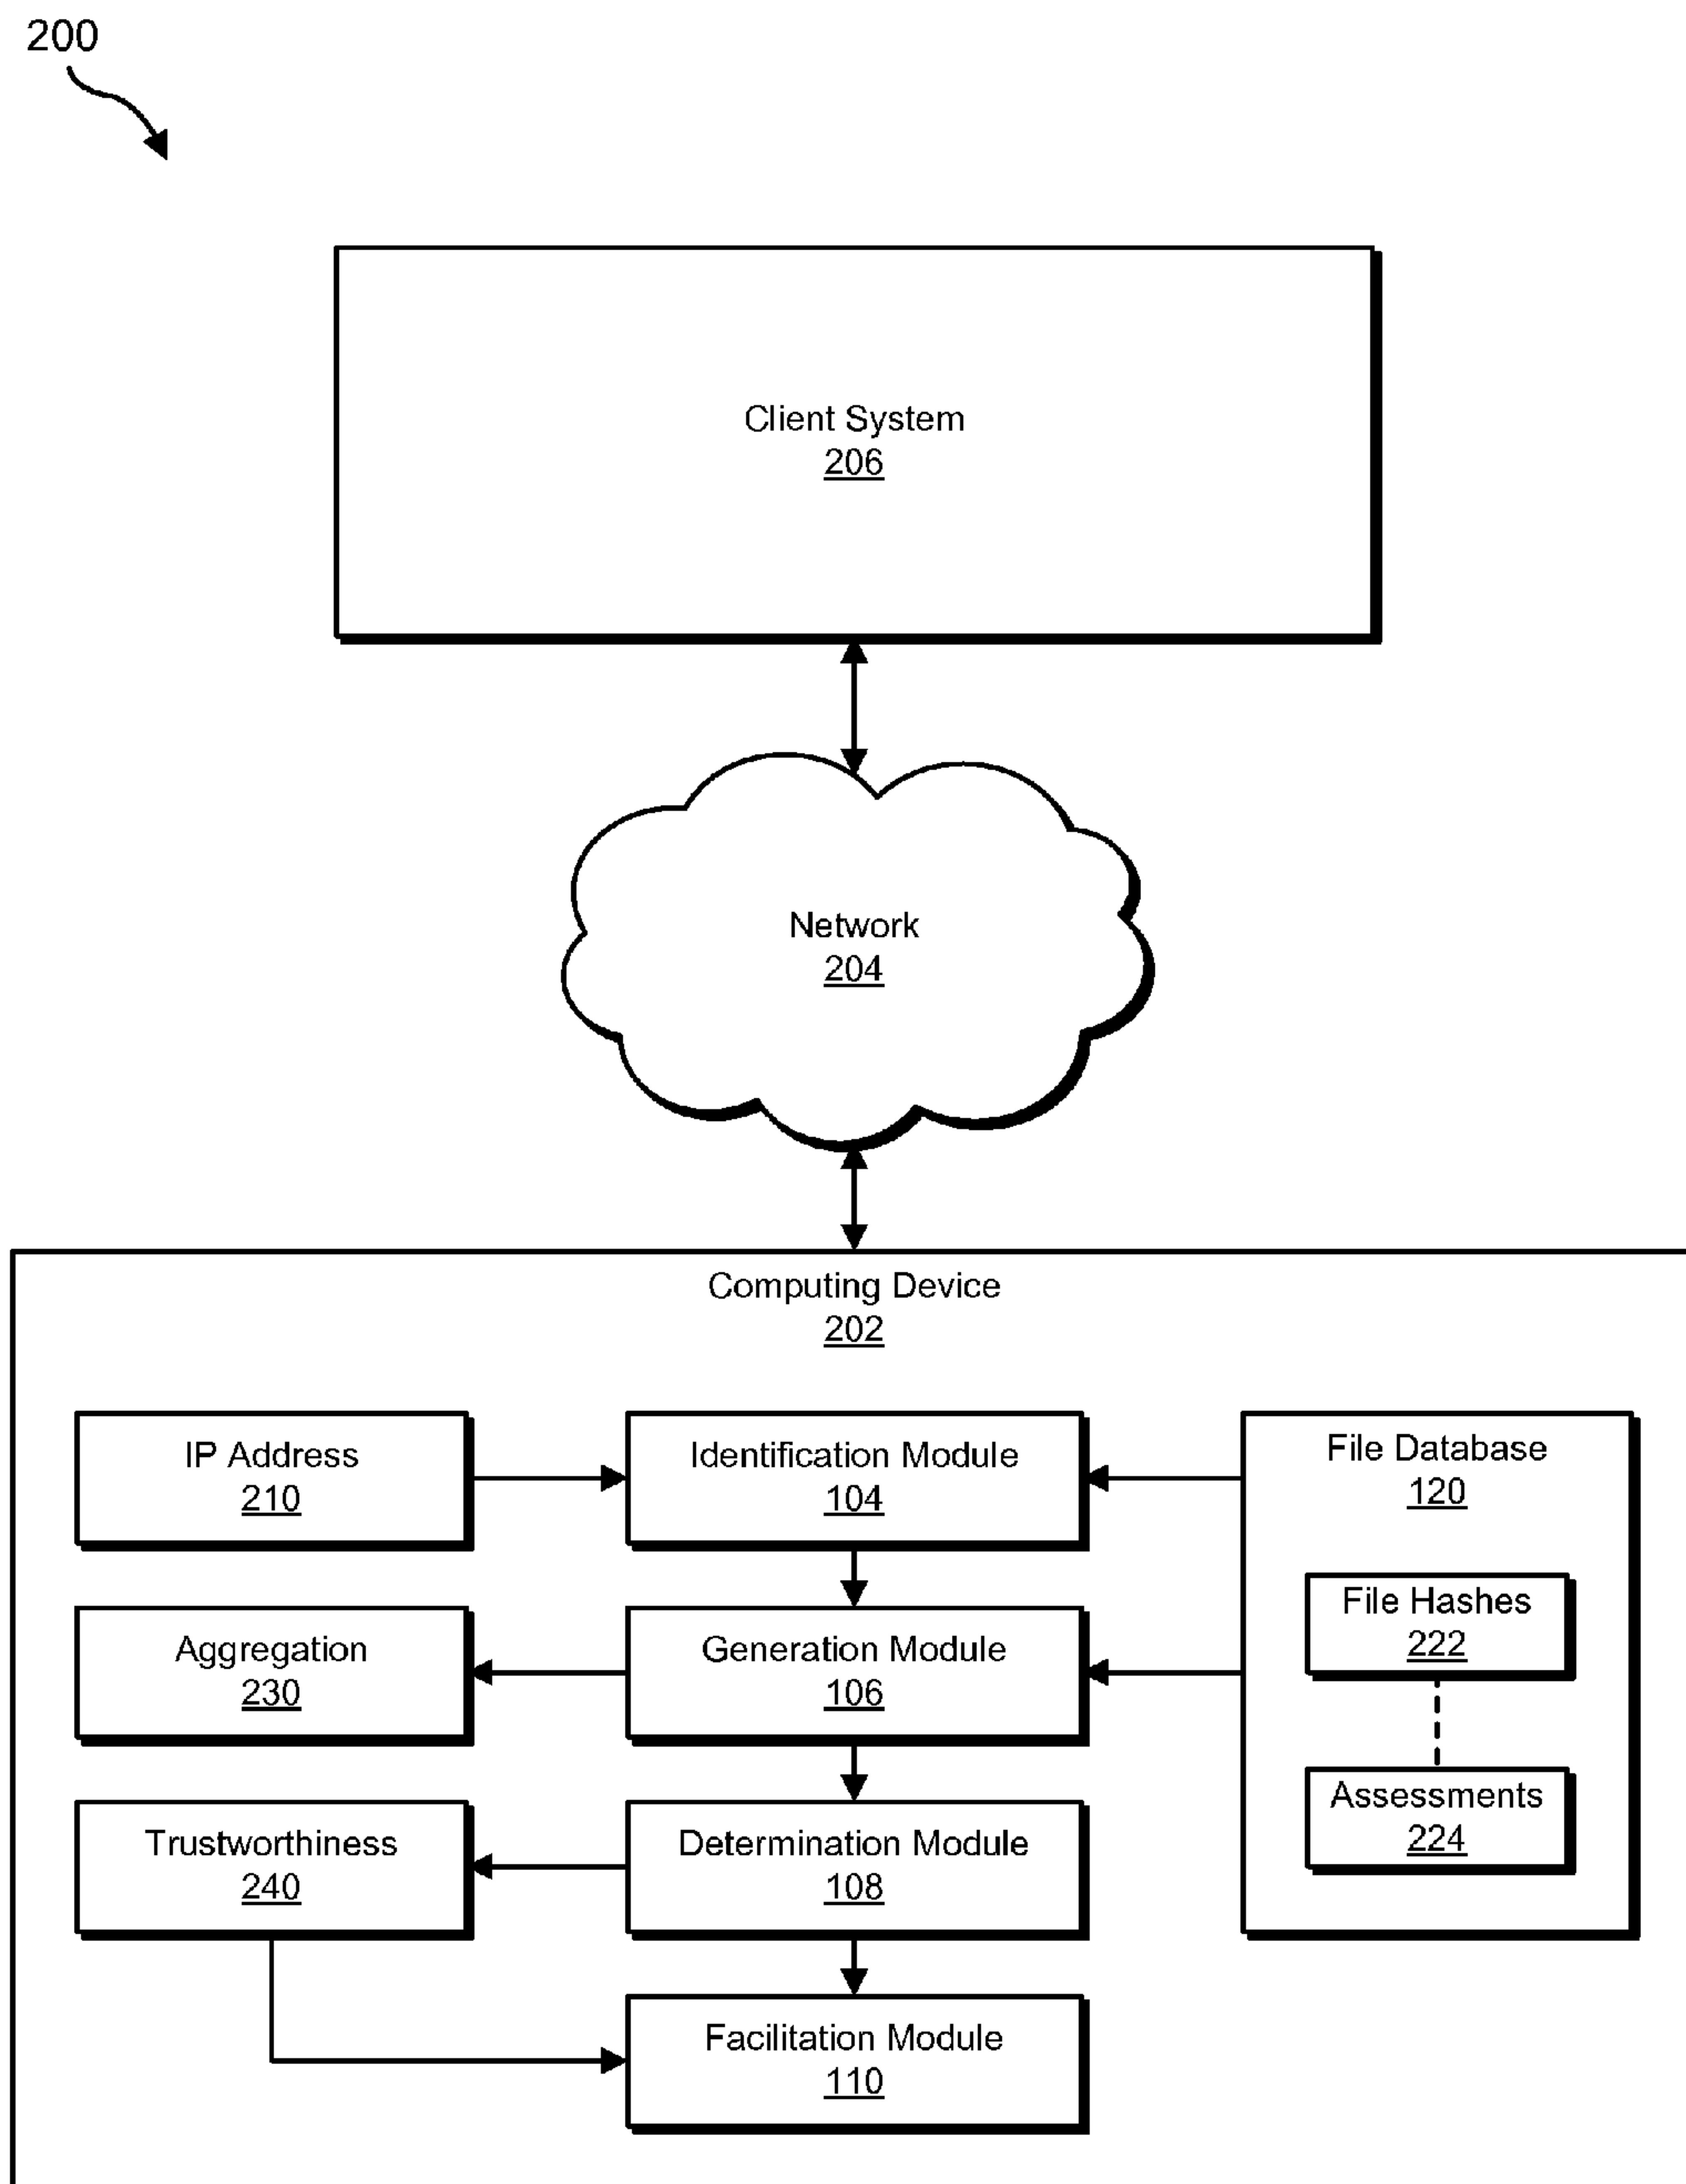 200
Client System
206
Network
204
Computing Device
202
IP Address
210
Identification Module
104
File Database
120
File Hashes
222
Aggregation
230
Generation Module
106
Assessments
224
Trustworthiness
240
Determination Module
108
Facilitation Module
110